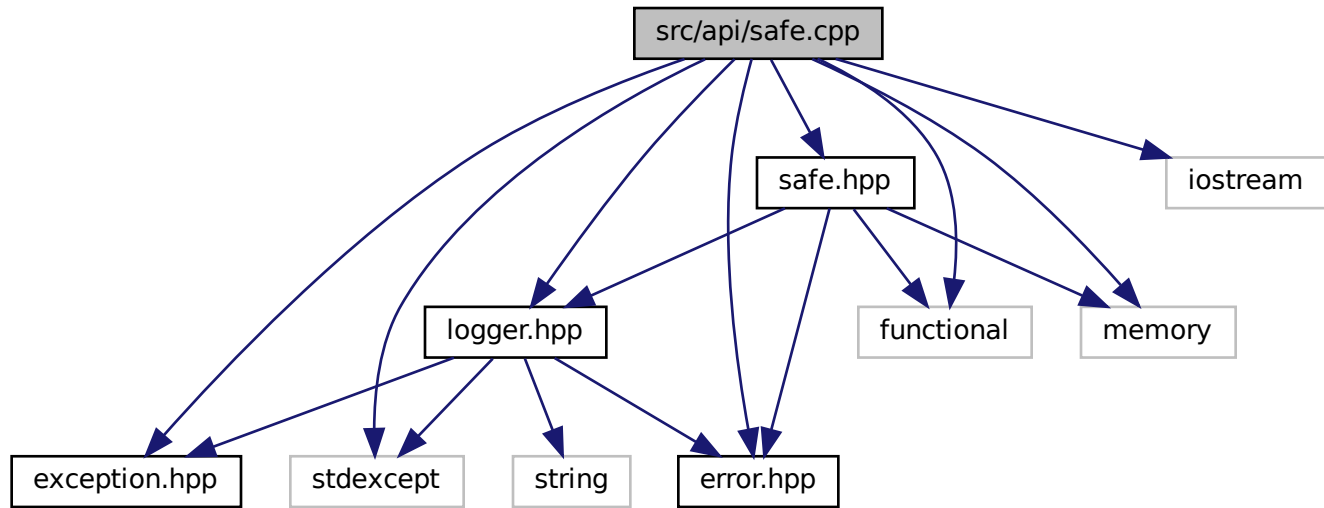 src/api/safe.cpp
safe.hpp
iostream
logger.hpp
functional
memory
exception.hpp
stdexcept
string
error.hpp